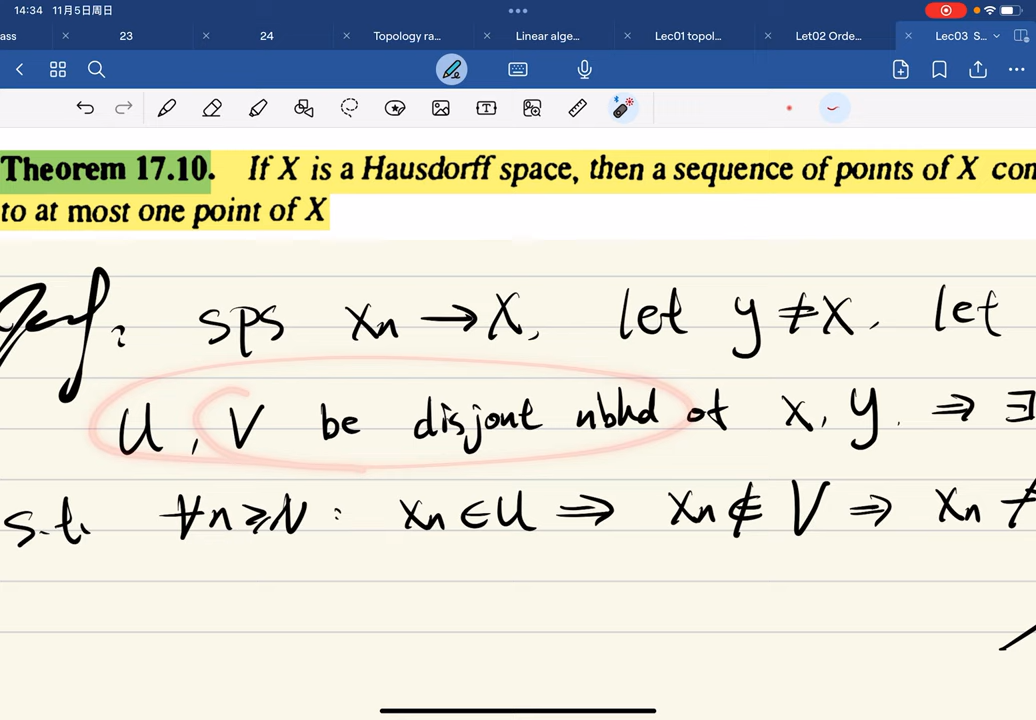 14:34 11月5日周日
ass 23 24 Topology ra... Linear alge... Lec01 topol... Let02 Orde... Lec03 S...
T
Theorem 17.10. If X is a Hausdorff space, then a sequence of points of X con
to at most one point of X
sps xn → x, let y ≠ x. let
U, V be disjont nbhd of x, y. ⇒ ∃
s.t. ∀n ≥ N: xn ∈ U ⇒ xn ∉ V ⇒ xn ↛